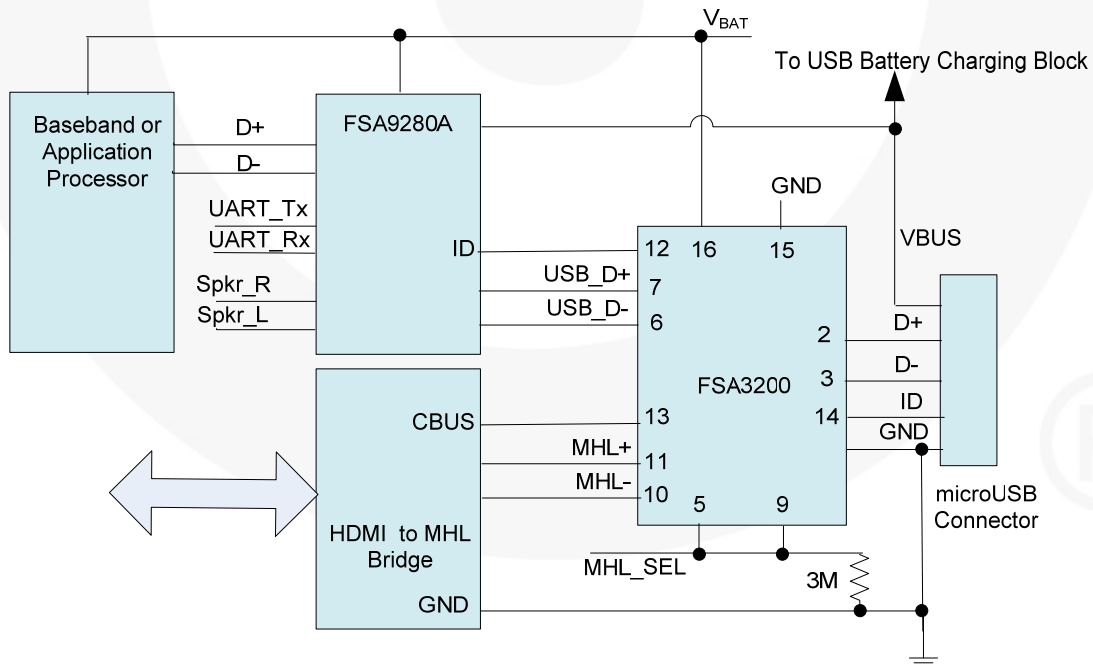 V_BAT
To USB Battery Charging Block
Baseband or
Application
Processor
D+
D-
FSA9280A
UART_Tx
UART_Rx
Spkr_R
Spkr_L
ID
USB_D+
USB_D-
GND
12
16
15
7
6
2
3
FSA3200
13
14
11
10
5
9
VBUS
D+
D-
ID
GND
microUSB
Connector
CBUS
MHL+
MHL-
HDMI to MHL
Bridge
GND
MHL_SEL
3M
®